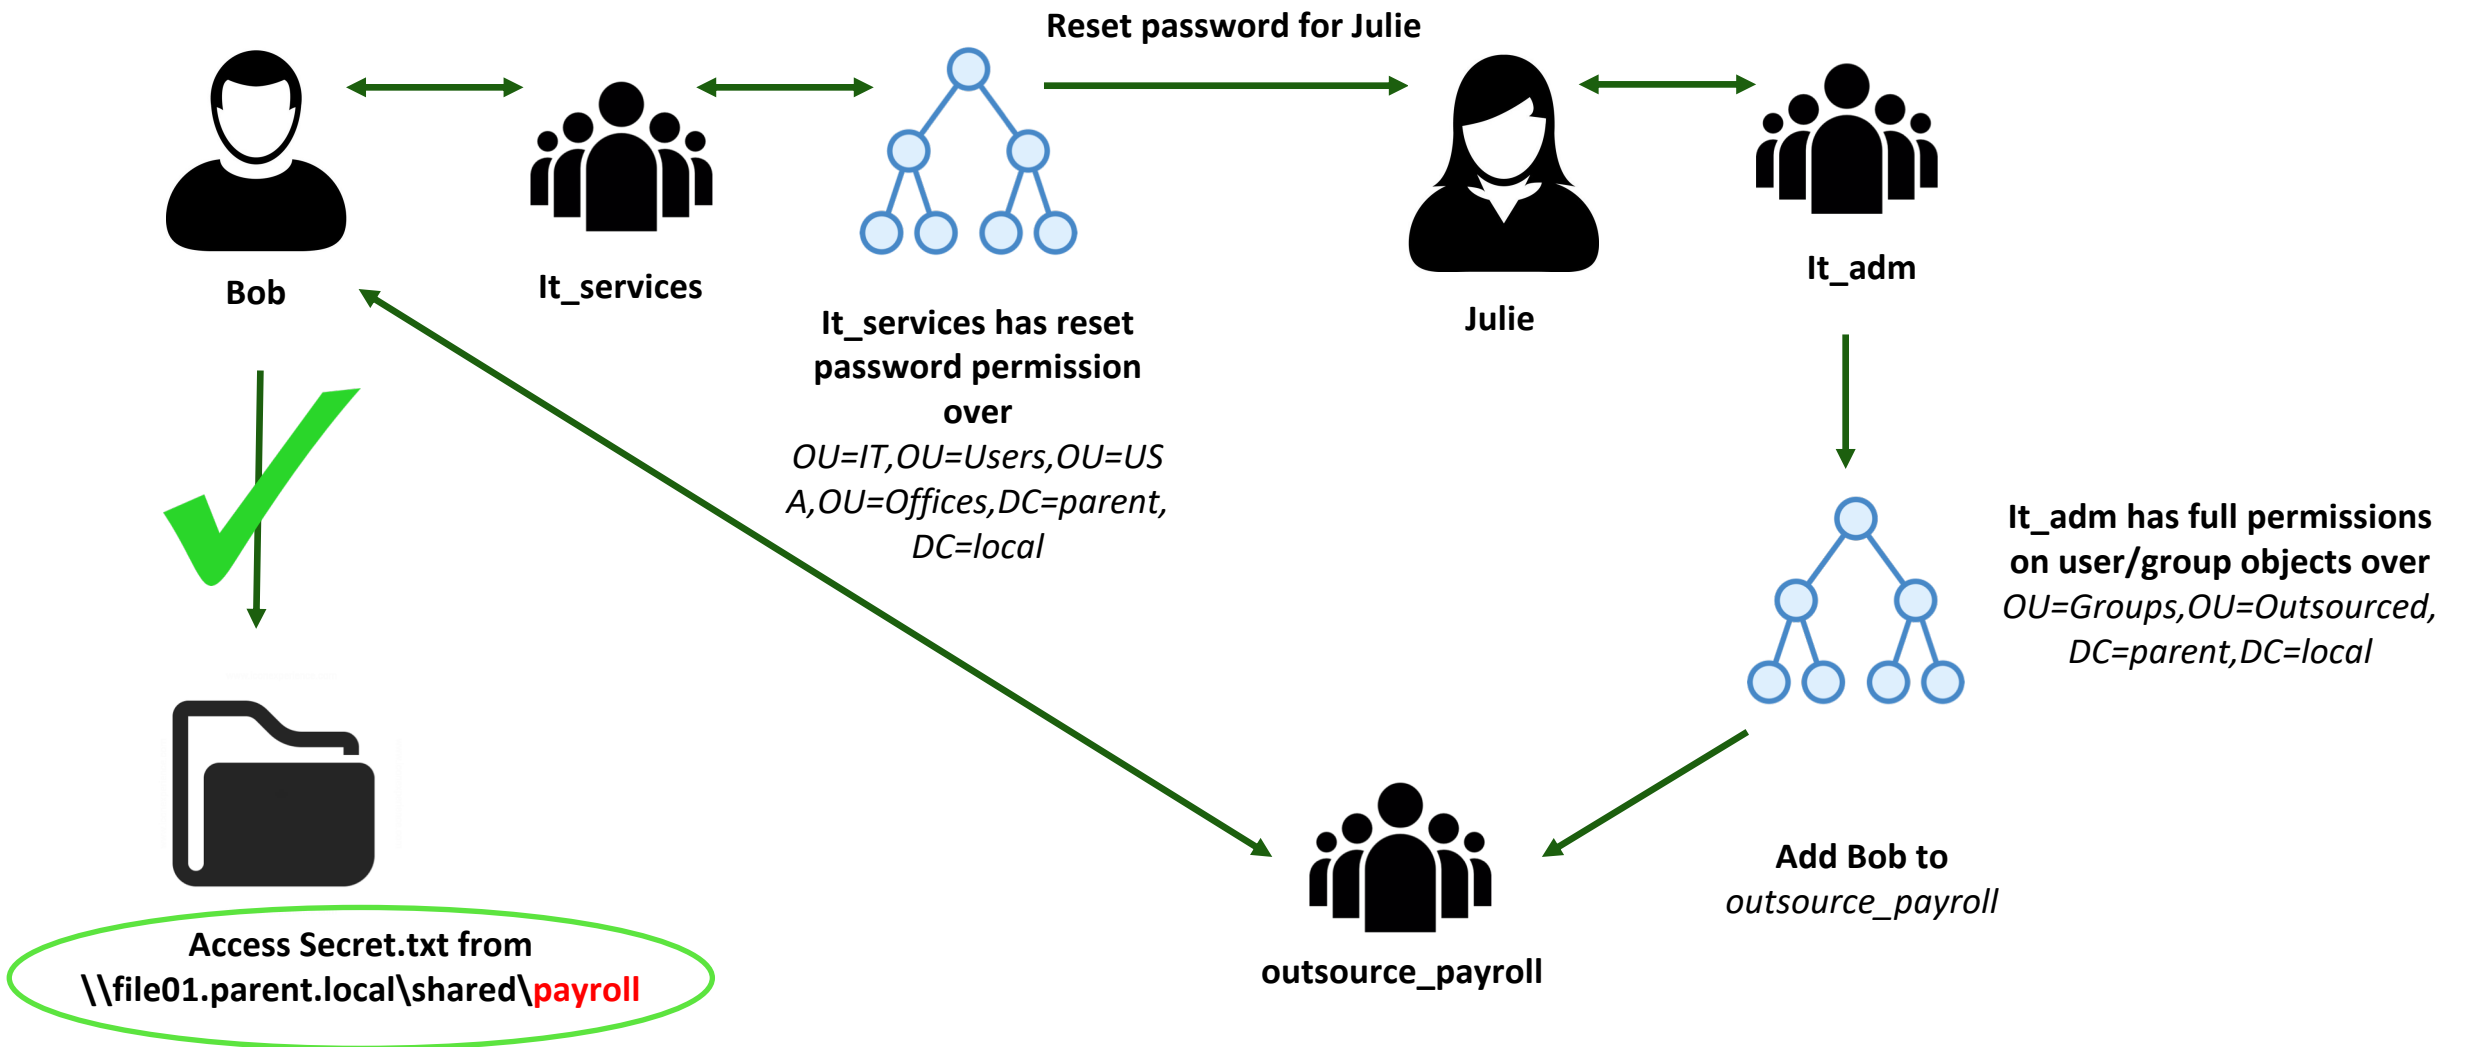 Reset password for Julie
Bob
It_services
Julie
It_adm
It_services has reset
password permission
over
OU=IT,OU=Users,OU=US
A,OU=Offices,DC=parent,
DC=local
It_adm has full permissions
on user/group objects over
OU=Groups,OU=Outsourced,
DC=parent,DC=local
Add Bob to
outsource_payroll
outsource_payroll
Access Secret.txt from
\\file01.parent.local\shared\payroll